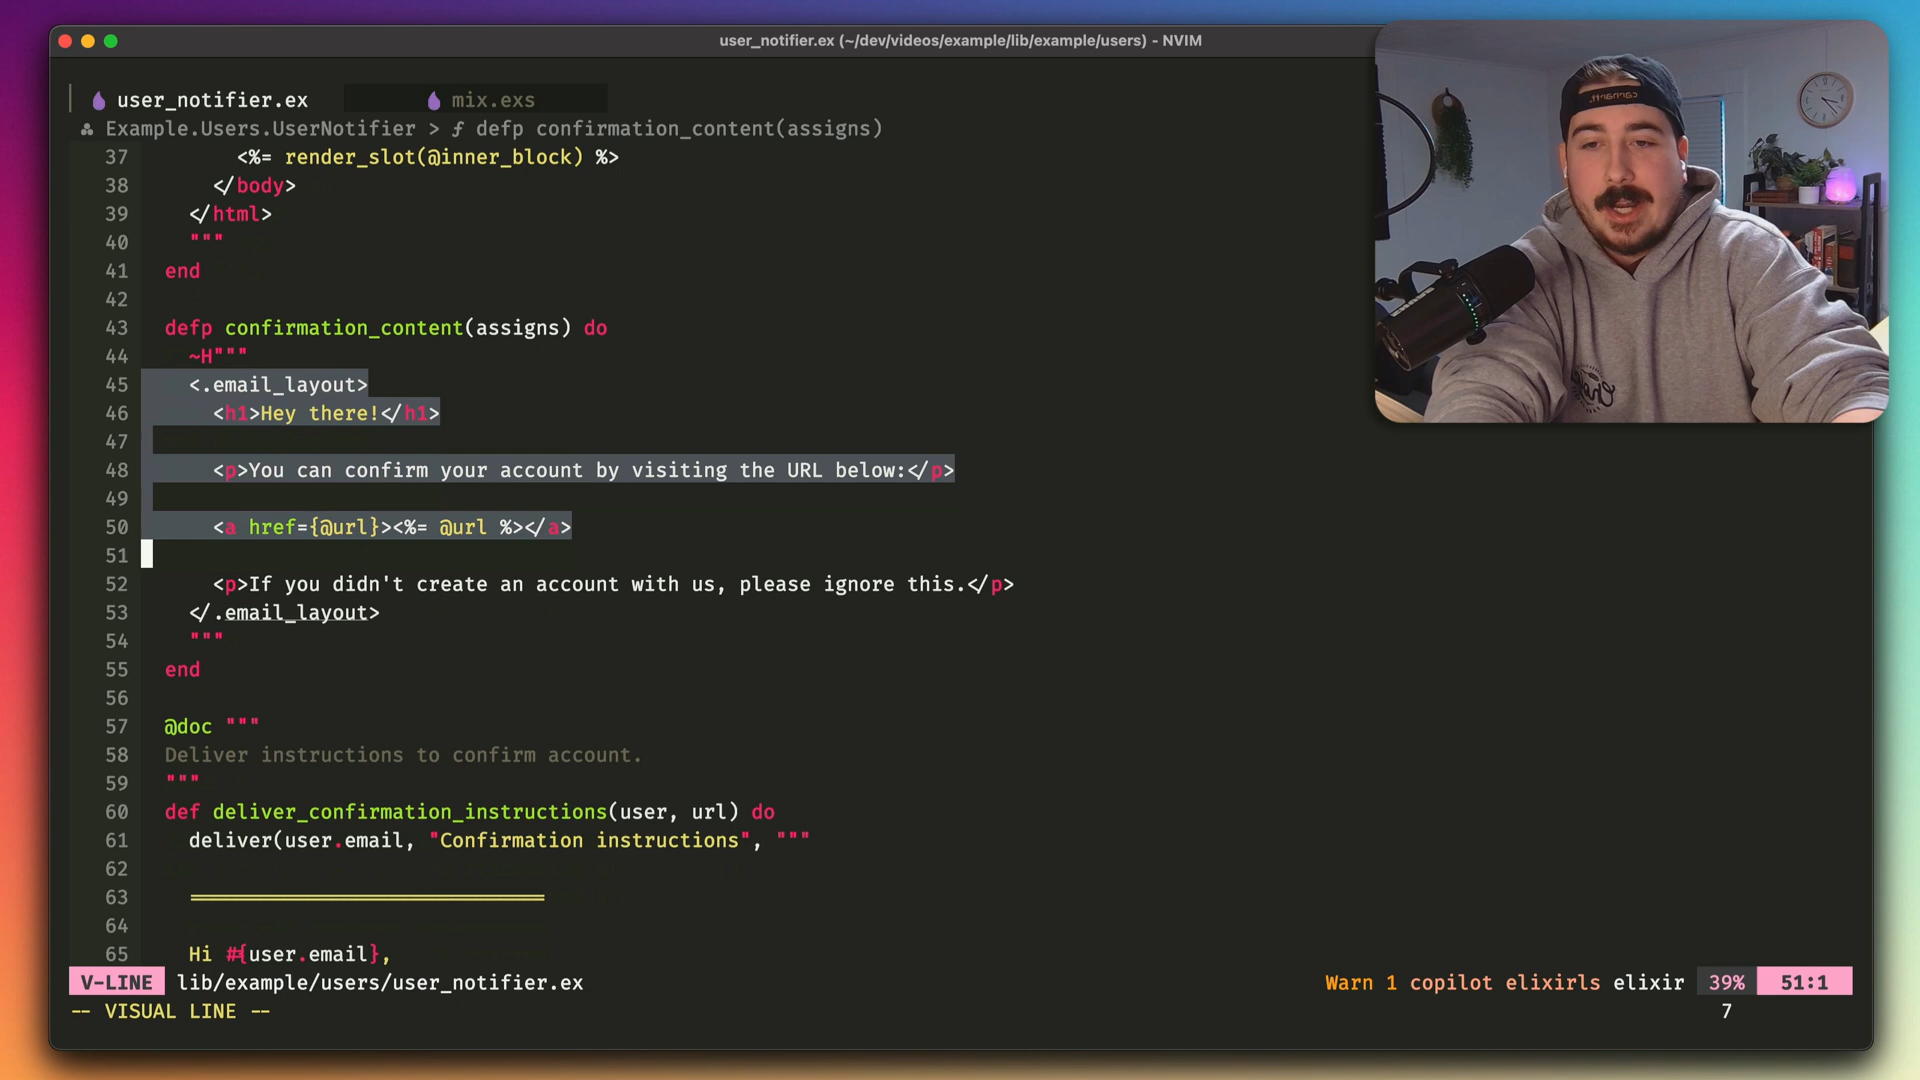 user_notifier.ex (~/dev/videos/example/lib/example/users) - NVIM
user_notifier.ex mix.exs
Example.Users.UserNotifier > ƒ defp confirmation_content(assigns)
37 <%= render_slot(@inner_block) %>
38 </body>
39 </html>
40 """
41 end
42
43 defp confirmation_content(assigns) do
44 ~H"""
45 <.email_layout>
46 <h1>Hey there!</h1>
47
48 <p>You can confirm your account by visiting the URL below:</p>
49
50 <a href={@url}><%= @url %></a>
51
52 <p>If you didn't create an account with us, please ignore this.</p>
53 </.email_layout>
54 """
55 end
56
57 @doc """
58 Deliver instructions to confirm account.
59 """
60 def deliver_confirmation_instructions(user, url) do
61 deliver(user.email, "Confirmation instructions", """
62
63 ==============================
64
65 Hi #{user.email},
V-LINE lib/example/users/user_notifier.ex Warn 1 copilot elixirls elixir 39% 51:1
-- VISUAL LINE -- 7